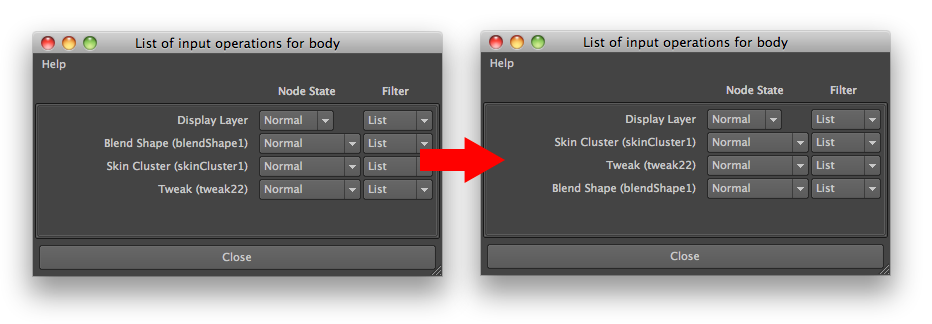 List of input operations for body
Help
Node State Filter
Display Layer Normal List
Blend Shape (blendShape1) Normal List
Skin Cluster (skinCluster1) Normal List
Tweak (tweak22) Normal List
Close
List of input operations for body
Help
Node State Filter
Display Layer Normal List
Skin Cluster (skinCluster1) Normal List
Tweak (tweak22) Normal List
Blend Shape (blendShape1) Normal List
Close